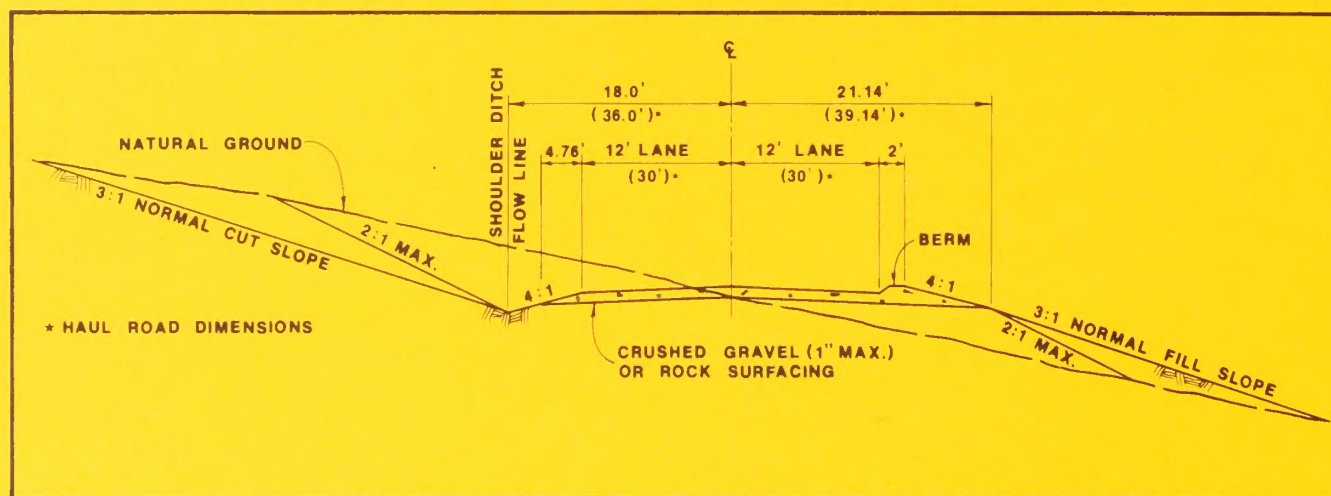 ℄
18.0'
(36.0')*
21.14'
(39.14')*
4.76'
12' LANE
(30')*
12' LANE
(30')*
2'
NATURAL GROUND
SHOULDER DITCH
FLOW LINE
3:1 NORMAL CUT SLOPE
2:1 MAX.
BERM
4:1
4:1
3:1 NORMAL FILL SLOPE
2:1 MAX.
* HAUL ROAD DIMENSIONS
CRUSHED GRAVEL (1" MAX.)
OR ROCK SURFACING